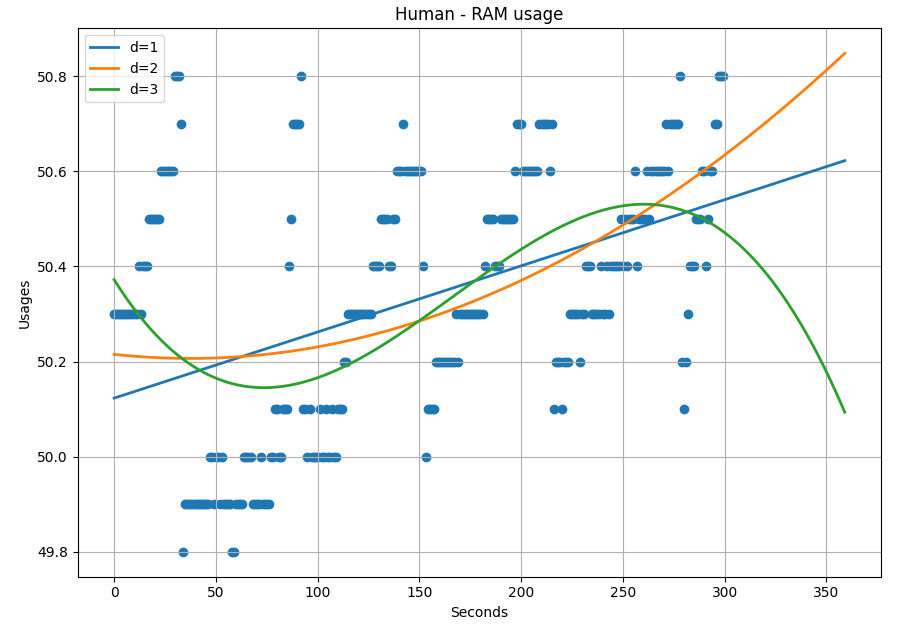 Human - RAM usage
d=1
d=2
d=3
50.8
50.6
50.4
50.2
50.0
49.8
Usages
0 50 100 150 200 250 300 350
Seconds